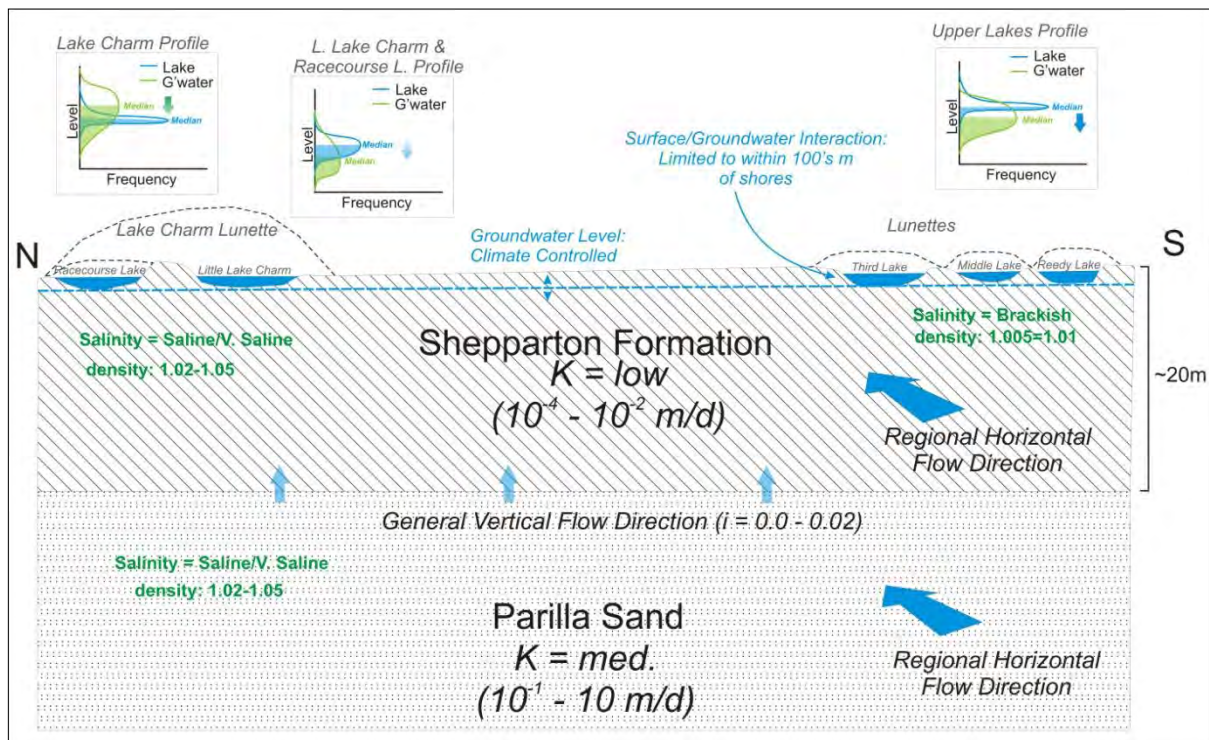 Lake Charm Profile
Lake
G'water
Level
Median
Median
Frequency
L. Lake Charm &
Racecourse L. Profile
Lake
G'water
Level
Median
Median
Frequency
Upper Lakes Profile
Lake
G'water
Level
Median
Median
Frequency
Surface/Groundwater Interaction:
Limited to within 100's m
of shores
N
Lake Charm Lunette
Racecourse Lake
Little Lake Charm
Groundwater Level:
Climate Controlled
Lunettes
Third Lake
Middle Lake
Reedy Lake
S
Salinity = Saline/V. Saline
density: 1.02-1.05
Shepparton Formation
K = low
(10⁻⁴ - 10⁻² m/d)
Salinity = Brackish
density: 1.005=1.01
~20m
Regional Horizontal
Flow Direction
General Vertical Flow Direction (i = 0.0 - 0.02)
Salinity = Saline/V. Saline
density: 1.02-1.05
Parilla Sand
K = med.
(10⁻¹ - 10 m/d)
Regional Horizontal
Flow Direction